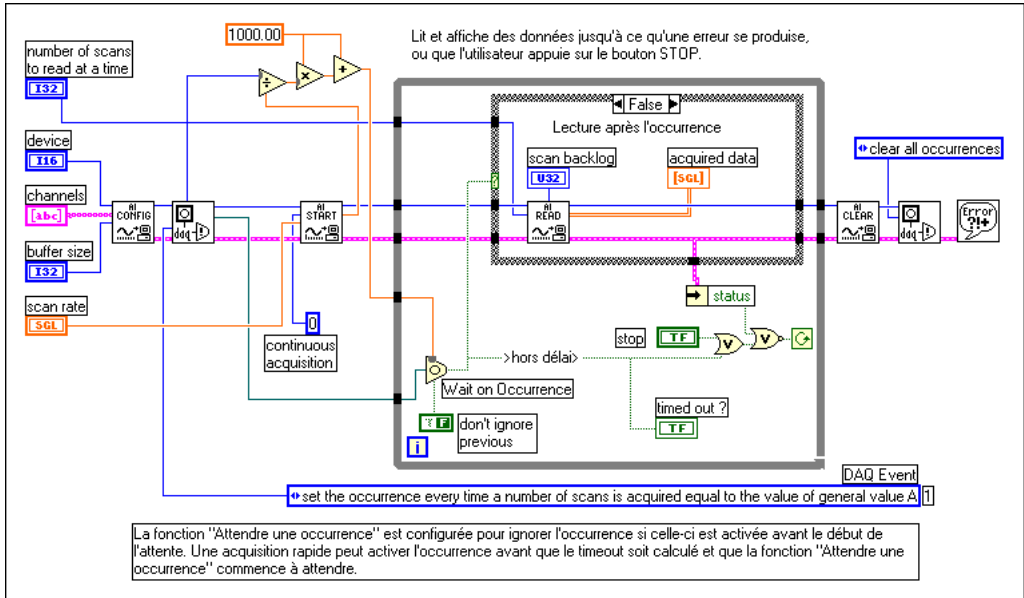 1000.00
Lit et affiche des données jusqu'à ce qu'une erreur se produise,
ou que l'utilisateur appuie sur le bouton STOP.
number of scans
to read at a time
I32
False
Lecture après l'occurrence
device
I16
scan backlog
U32
acquired data
[SGL]
clear all occurrences
channels
[abc]
AI
CONFIG
daq
AI
START
AI
READ
AI
CLEAR
daq
Error
?!+
buffer size
I32
scan rate
SGL
0
continuous
acquisition
status
stop
TF
V
V
>hors délai>
Wait on Occurrence
timed out ?
TF
F
don't ignore
previous
i
DAQ Event
set the occurrence every time a number of scans is acquired equal to the value of general value A
1
La fonction "Attendre une occurrence" est configurée pour ignorer l'occurrence si celle-ci est activée avant le début de
l'attente. Une acquisition rapide peut activer l'occurrence avant que le timeout soit calculé et que la fonction "Attendre une
occurrence" commence à attendre.